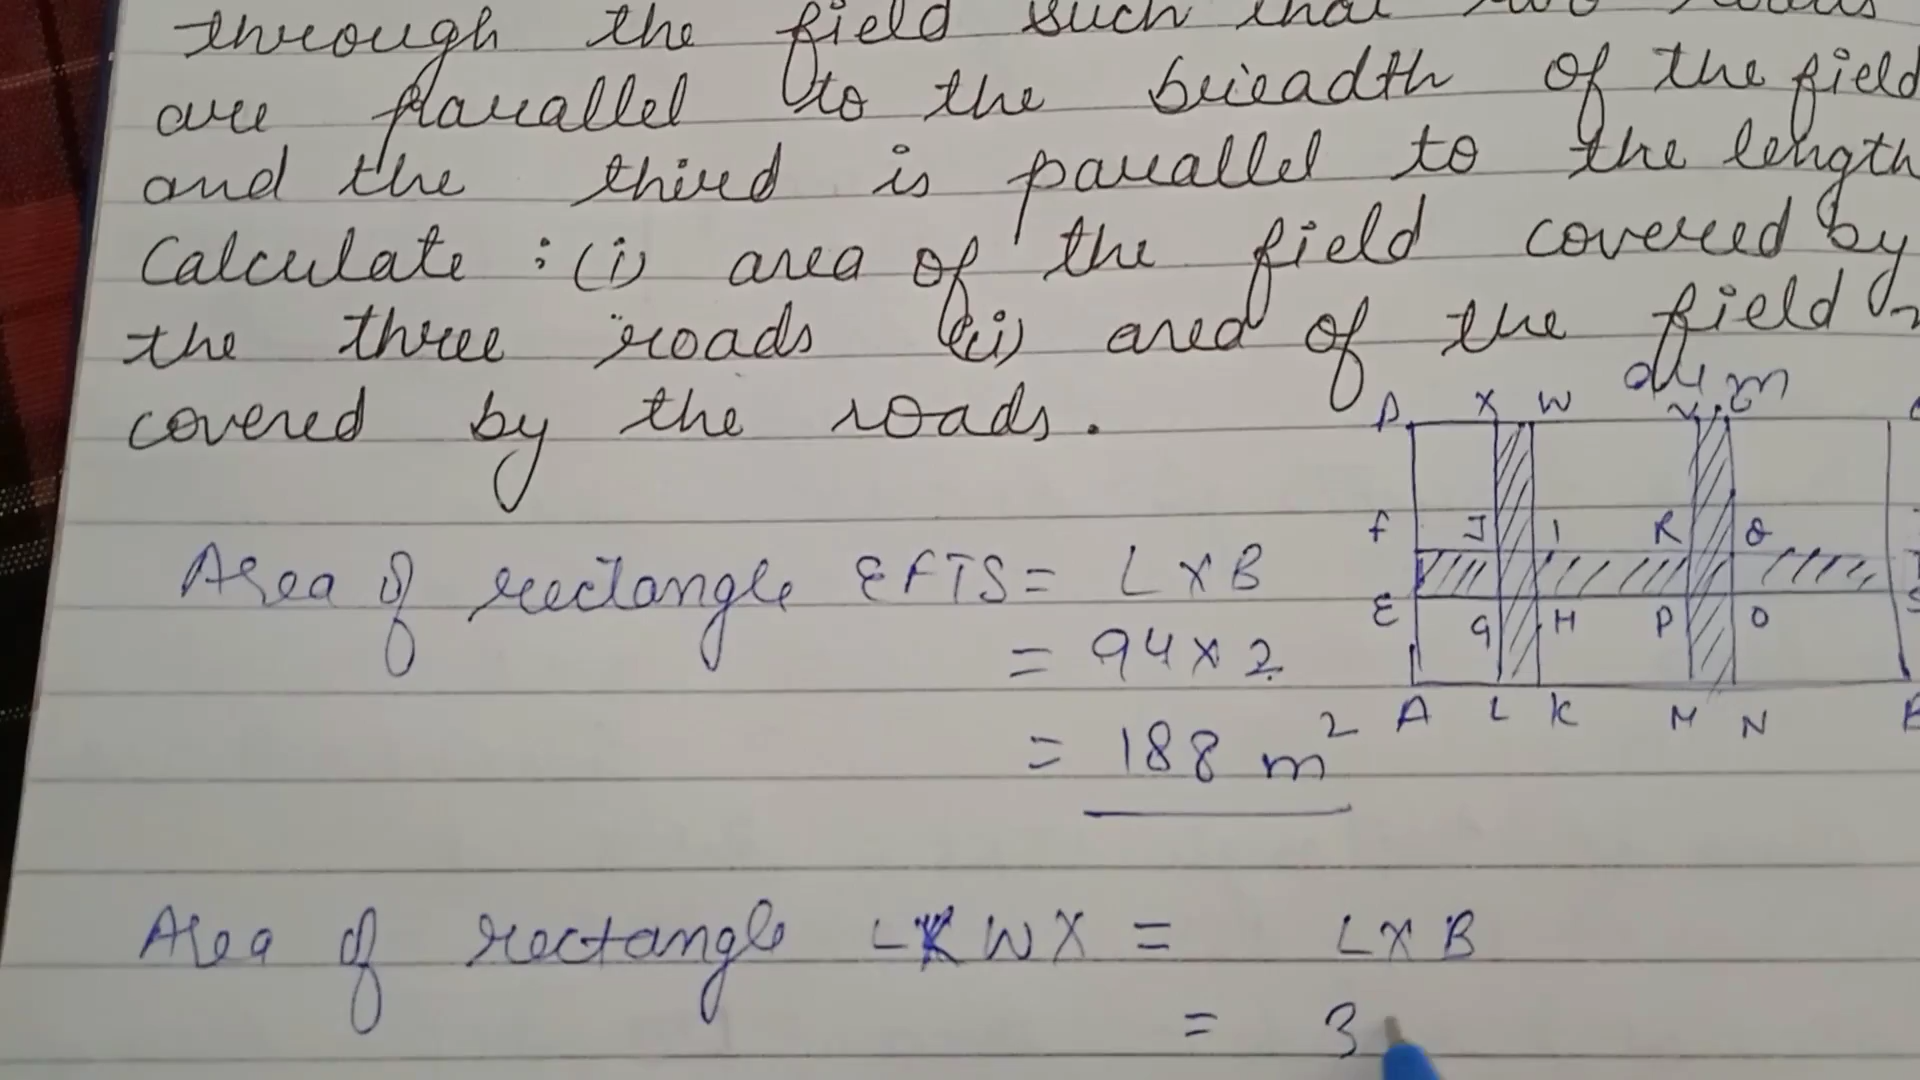 through the field such that two roads
are parallel to the breadth of the field
and the third is parallel to the length
Calculate : (i) area of the field covered by
the three roads (ii) area of the field
covered by the roads.
D X W
F J I R Q
E G H P O S
A L K M N B
Area of rectangle EFTS = L X B
= 94 x 2
= 188 m²
Area of rectangle LKWX = L X B
= 3